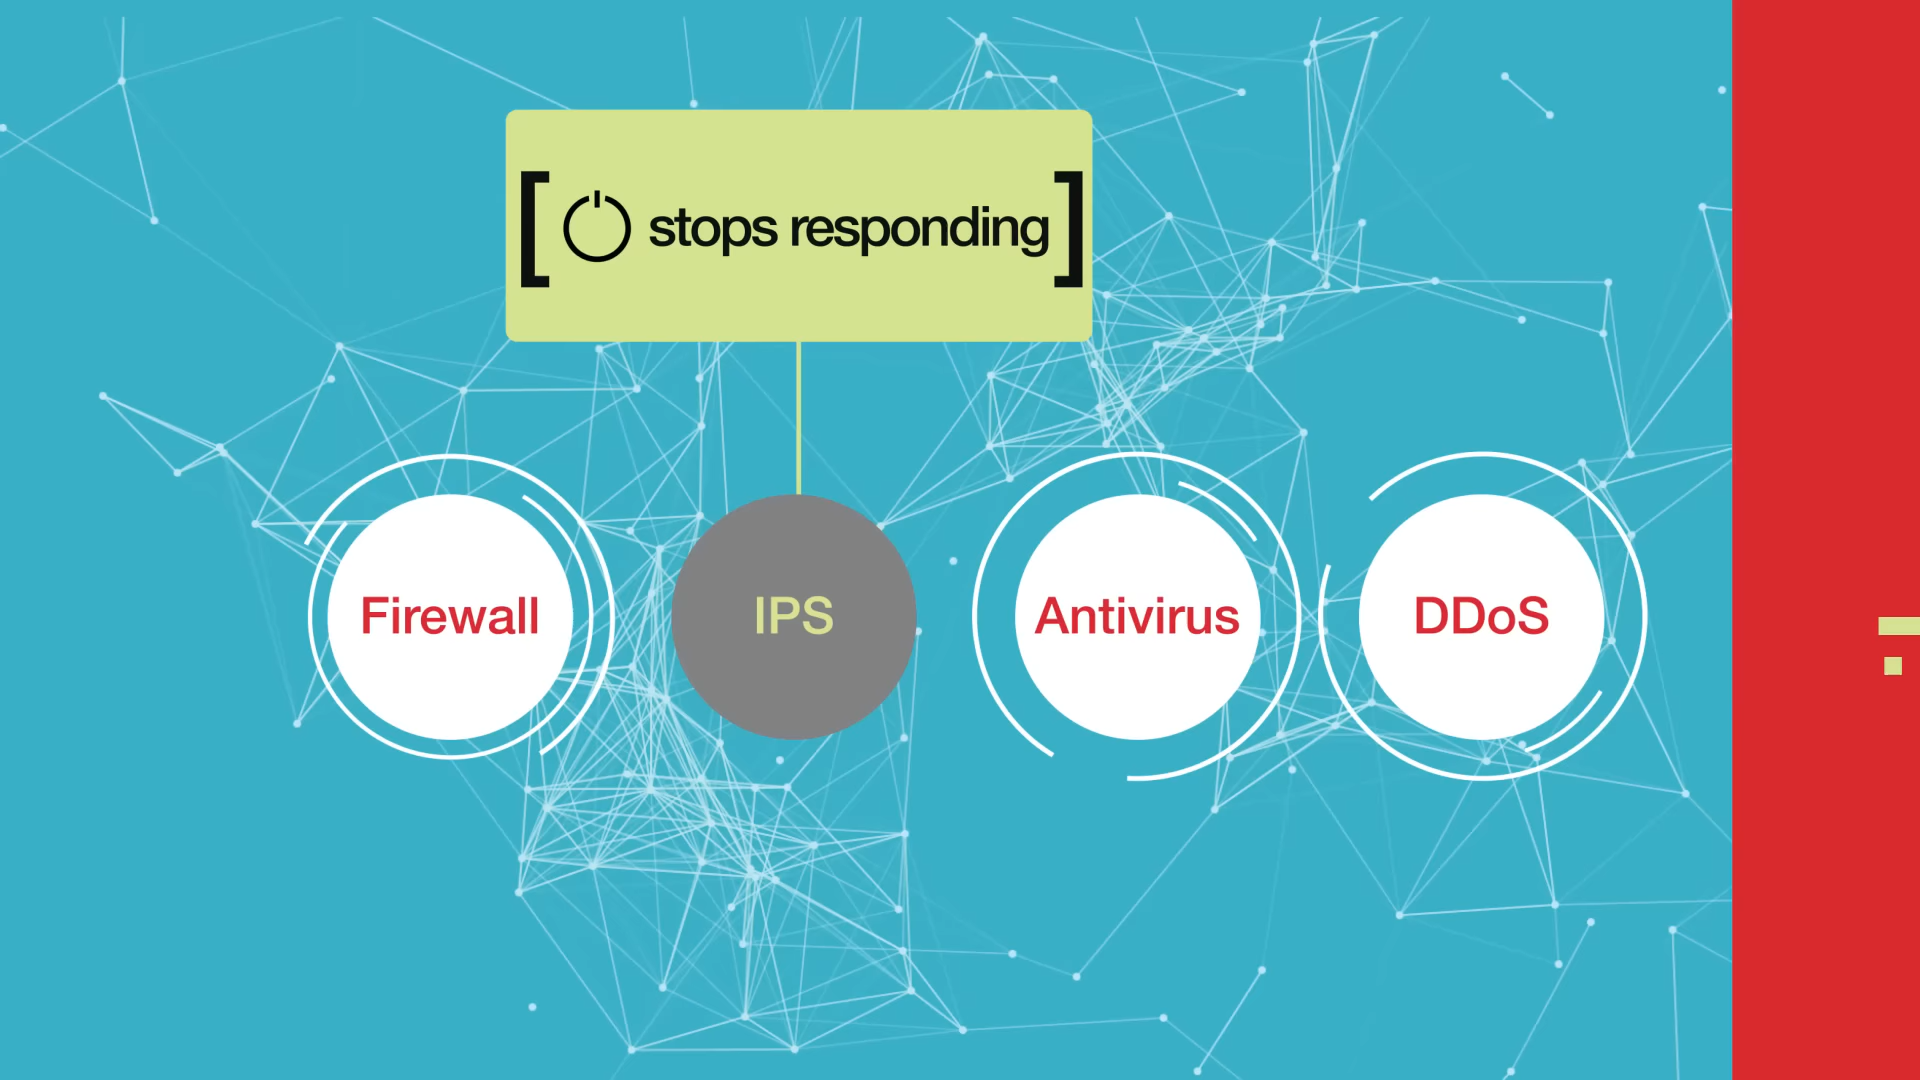 [ stops responding ]
Firewall
IPS
Antivirus
DDoS